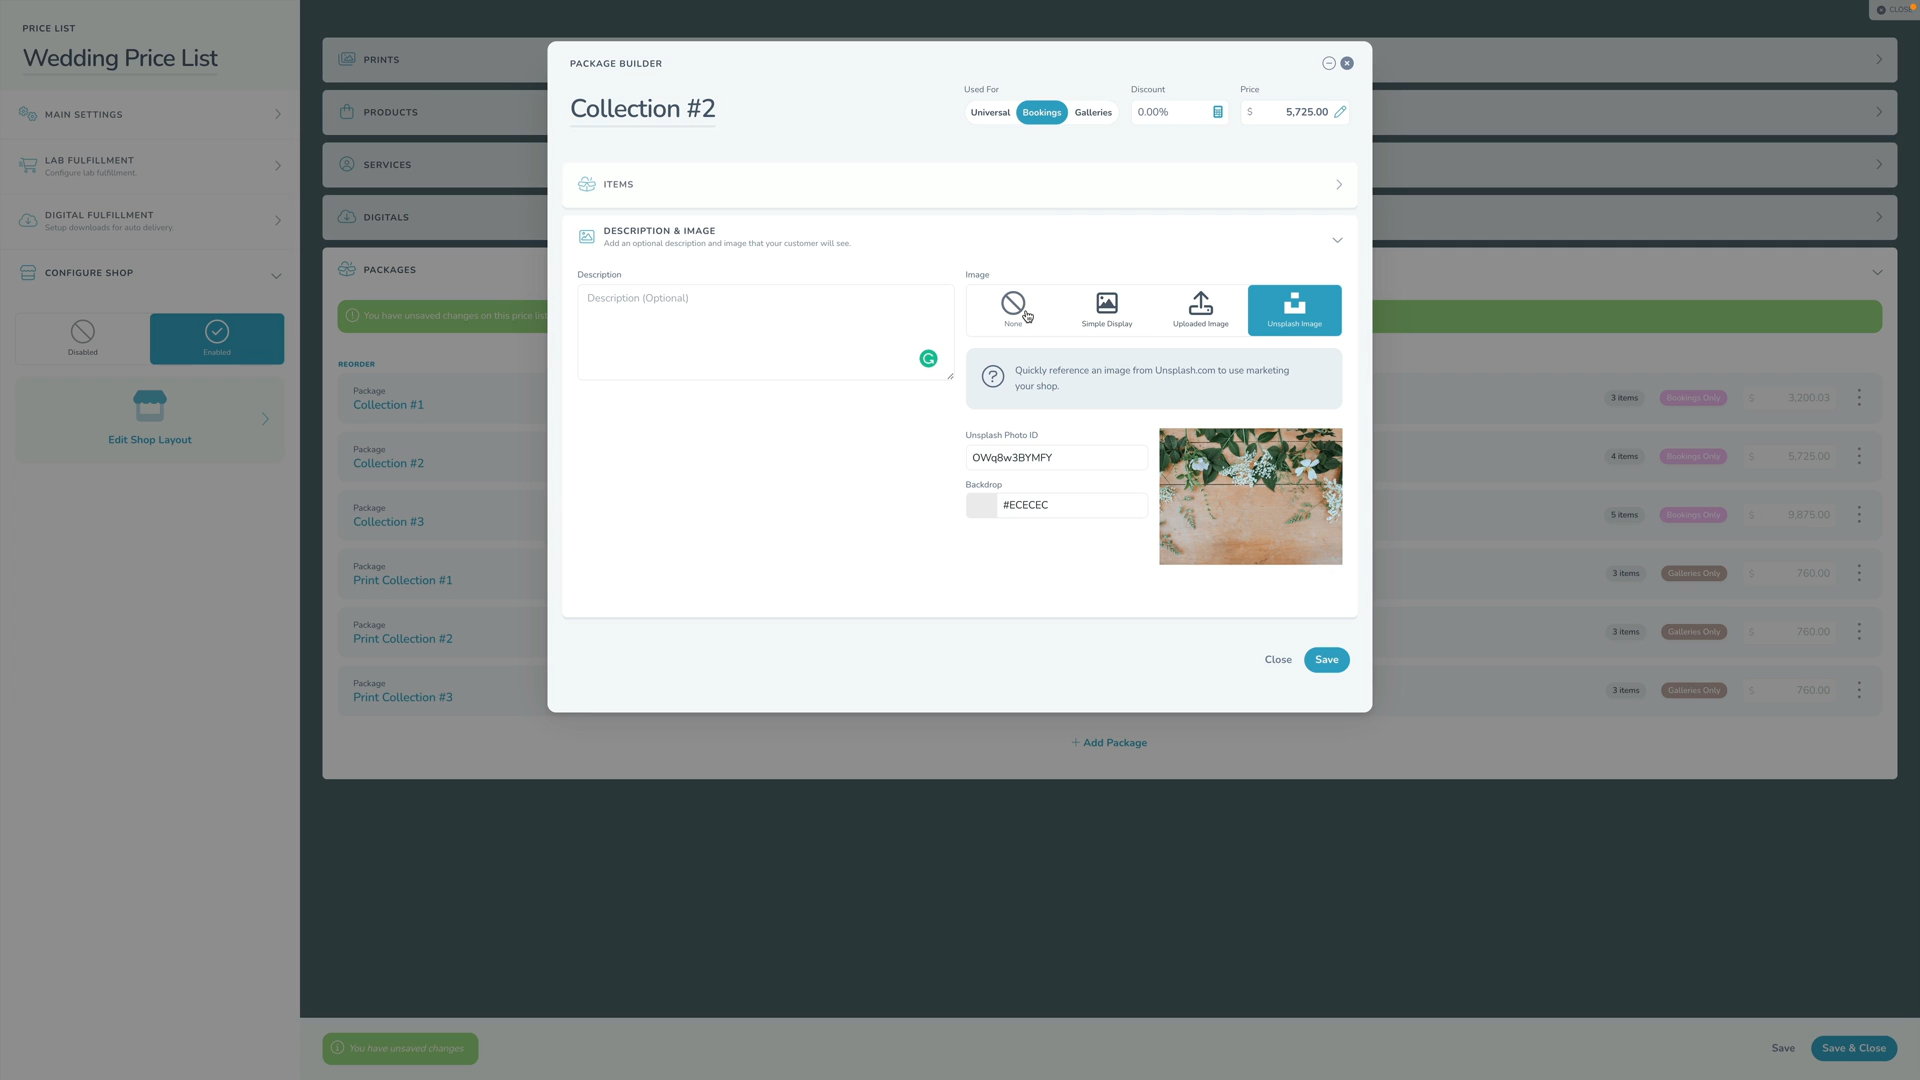 PRICE LIST
Wedding Price List
MAIN SETTINGS
LAB FULFILLMENT
Configure lab fulfillment.
DIGITAL FULFILLMENT
Setup downloads for auto delivery
CONFIGURE SHOP
Disabled
Enabled
Edit Shop Layout
CLOSE
PRINTS
PRODUCTS
SERVICES
DIGITALS
PACKAGES
You have unsaved changes on this price list
REORDER
Package
Collection #1
3 items
Bookings Only
$ 3,200.03
Package
Collection #2
4 items
Bookings Only
$ 5,725.00
Package
Collection #3
5 items
Bookings Only
$ 9,875.00
Package
Print Collection #1
3 items
Galleries Only
$ 760.00
Package
Print Collection #2
3 items
Galleries Only
$ 760.00
Package
Print Collection #3
3 items
Galleries Only
$ 760.00
+ Add Package
PACKAGE BUILDER
Collection #2
Used For
Universal Bookings Galleries
Discount
0.00%
Price
$ 5,725.00
ITEMS
DESCRIPTION & IMAGE
Add an optional description and image that your customer will see.
Description
Description (Optional)
Image
None
Simple Display
Uploaded Image
Unsplash Image
Quickly reference an image from Unsplash.com to use marketing
your shop.
Unsplash Photo ID
OWq8w3BYMFY
Backdrop
#ECECEC
Close
Save
You have unsaved changes
Save
Save & Close